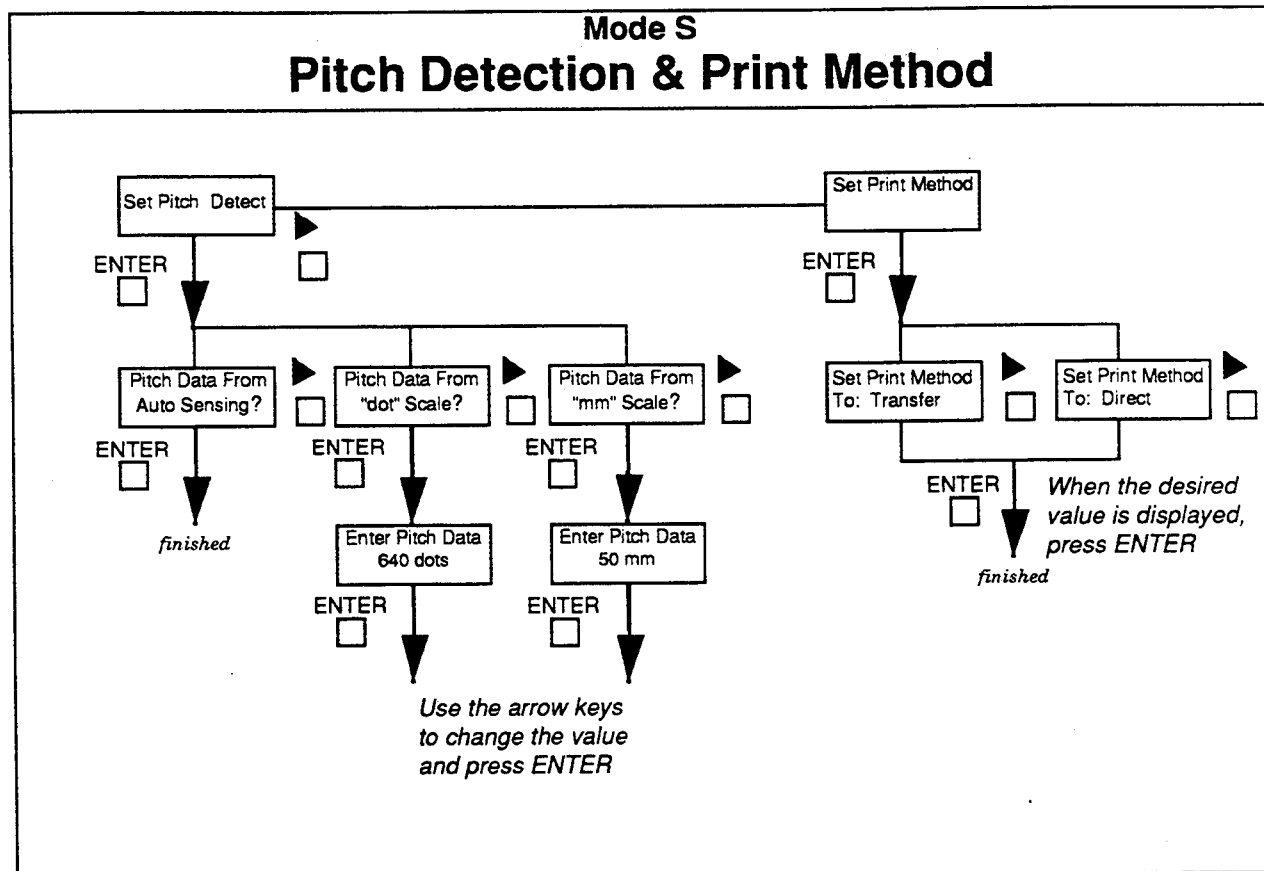 Mode S
Pitch Detection & Print Method
Set Pitch Detect
Set Print Method
ENTER
ENTER
Pitch Data From
Auto Sensing?
Pitch Data From
"dot" Scale?
Pitch Data From
"mm" Scale?
Set Print Method
To: Transfer
Set Print Method
To: Direct
ENTER
ENTER
ENTER
ENTER
When the desired
value is displayed,
press ENTER
finished
Enter Pitch Data
640 dots
Enter Pitch Data
50 mm
finished
ENTER
ENTER
Use the arrow keys
to change the value
and press ENTER